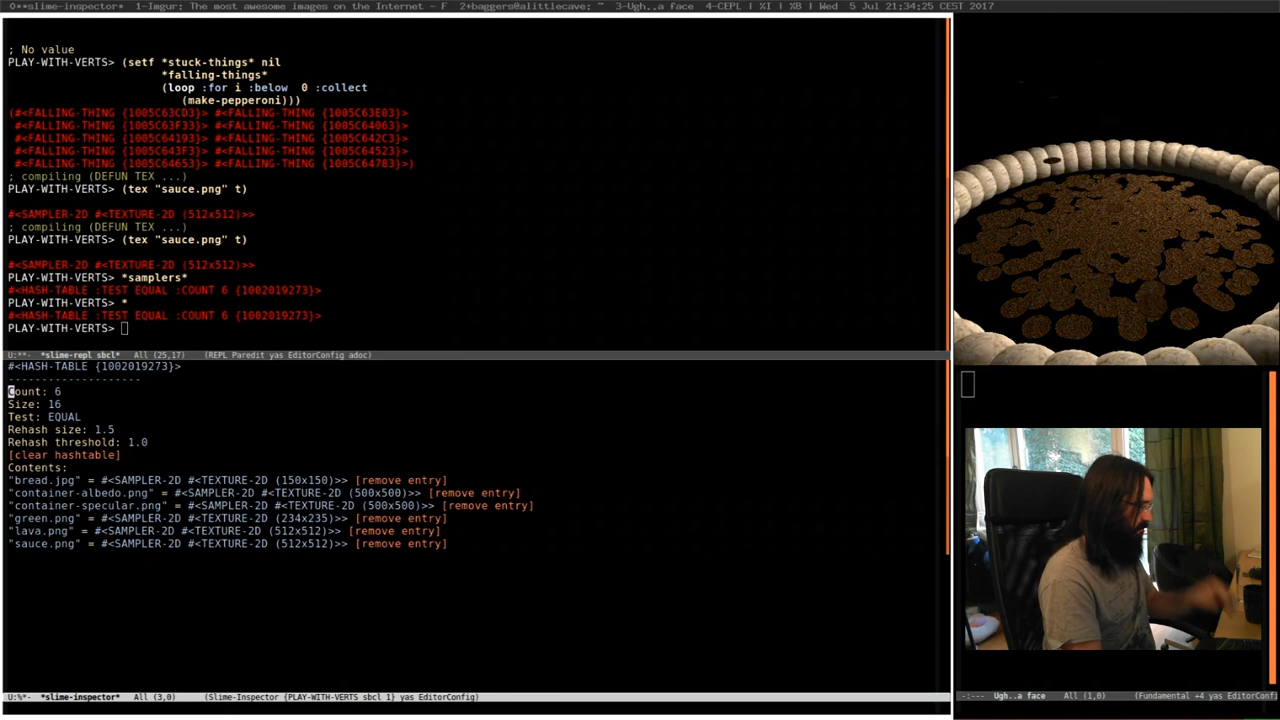 0**slime-inspector* 1-Imgur: The most awesome images on the Internet - F 2+baggers@alittlecave: ~ 3-Ugh..a face 4-CEPL | %I | %B | Wed  5 Jul 21:34:25 CEST 2017
; No value
PLAY-WITH-VERTS> (setf *stuck-things* nil
*falling-things*
(loop :for i :below  0 :collect
(make-pepperoni)))
(#<FALLING-THING {1005C63CD3}> #<FALLING-THING {1005C63E03}>
#<FALLING-THING {1005C63F33}> #<FALLING-THING {1005C64063}>
#<FALLING-THING {1005C64193}> #<FALLING-THING {1005C642C3}>
#<FALLING-THING {1005C643F3}> #<FALLING-THING {1005C64523}>
#<FALLING-THING {1005C64653}> #<FALLING-THING {1005C64783}>)
; compiling (DEFUN TEX ...)
PLAY-WITH-VERTS> (tex "sauce.png" t)
#<SAMPLER-2D #<TEXTURE-2D (512x512)>>
; compiling (DEFUN TEX ...)
PLAY-WITH-VERTS> (tex "sauce.png" t)
#<SAMPLER-2D #<TEXTURE-2D (512x512)>>
PLAY-WITH-VERTS> *samplers*
#<HASH-TABLE :TEST EQUAL :COUNT 6 {1002019273}>
PLAY-WITH-VERTS> *
#<HASH-TABLE :TEST EQUAL :COUNT 6 {1002019273}>
PLAY-WITH-VERTS>
U:**-  *slime-repl sbcl*   All (25,17)    (REPL Paredit yas EditorConfig adoc)
#<HASH-TABLE {1002019273}>
--------------------
Count: 6
Size: 16
Test: EQUAL
Rehash size: 1.5
Rehash threshold: 1.0
[clear hashtable]
Contents:
"bread.jpg" = #<SAMPLER-2D #<TEXTURE-2D (150x150)>> [remove entry]
"container-albedo.png" = #<SAMPLER-2D #<TEXTURE-2D (500x500)>> [remove entry]
"container-specular.png" = #<SAMPLER-2D #<TEXTURE-2D (500x500)>> [remove entry]
"green.png" = #<SAMPLER-2D #<TEXTURE-2D (234x235)>> [remove entry]
"lava.png" = #<SAMPLER-2D #<TEXTURE-2D (512x512)>> [remove entry]
"sauce.png" = #<SAMPLER-2D #<TEXTURE-2D (512x512)>> [remove entry]
U:%*-  *slime-inspector*   All (3,0)    (Slime-Inspector {PLAY-WITH-VERTS sbcl 1} yas EditorConfig)
-:---  Ugh..a face    All (1,0)    (Fundamental +4 yas EditorConfi